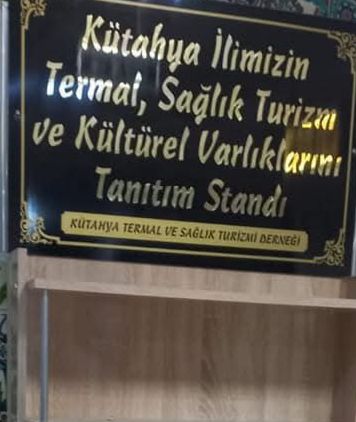 Kütahya İlimizin
Termal, Sağlık Turizm
ve Kültürel Varlıklarını
Tanıtım Standı
KÜTAHYA TERMAL VE SAĞLIK TURİZMİ DERNEĞİ